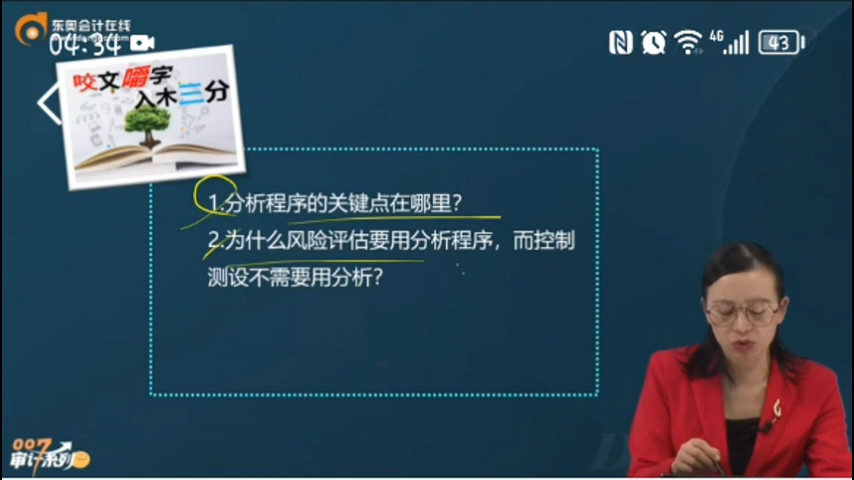 东奥会计在线
04:34
4G
43
咬文嚼字
入木三分
1.分析程序的关键点在哪里?
2.为什么风险评估要用分析程序，而控制
测设不需要用分析?
007
审计系列